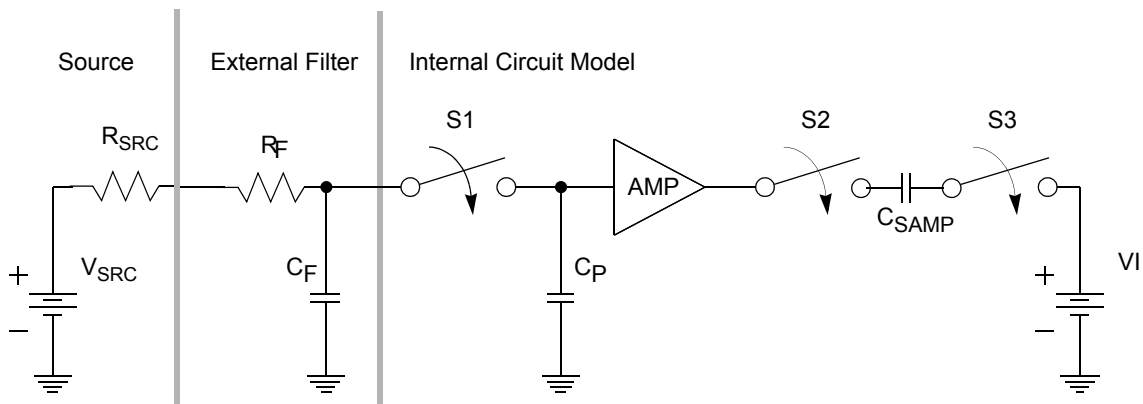 Source
External Filter
Internal Circuit Model
RSRC
RF
S1
S2
S3
AMP
CSAMP
+
VSRC
−
CF
CP
+
VI
−